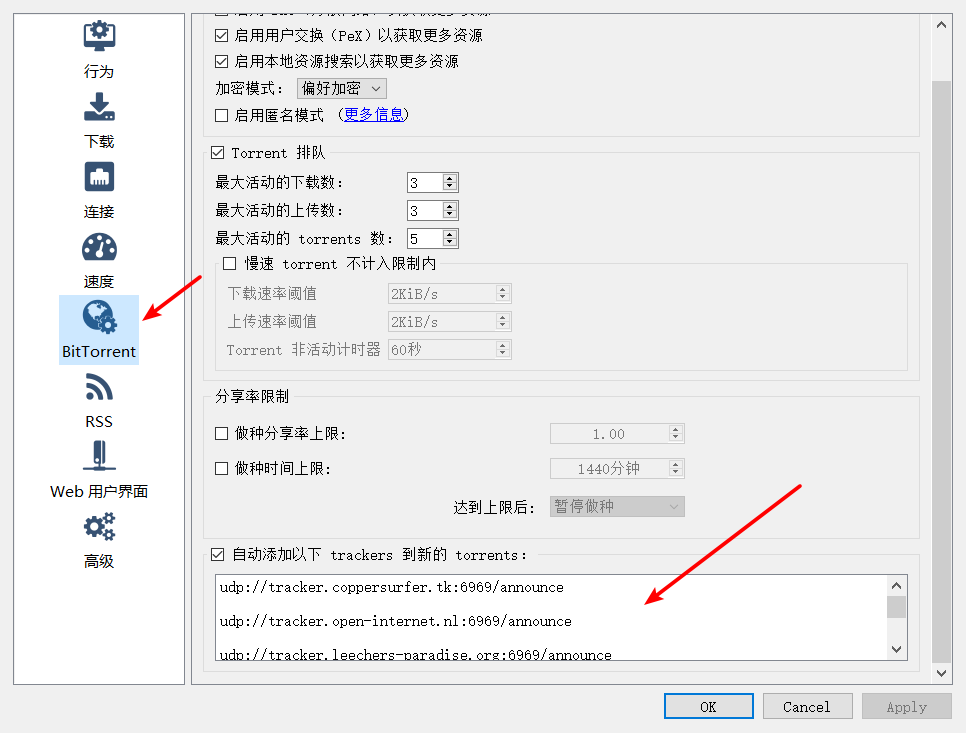 行为
下载
连接
速度
BitTorrent
RSS
Web 用户界面
高级
启用用户交换（PeX）以获取更多资源
启用本地资源搜索以获取更多资源
加密模式： 偏好加密
启用匿名模式 （更多信息）
Torrent 排队
最大活动的下载数： 3
最大活动的上传数： 3
最大活动的 torrents 数： 5
慢速 torrent 不计入限制内
下载速率阈值 2KiB/s
上传速率阈值 2KiB/s
Torrent 非活动计时器 60秒
分享率限制
做种分享率上限： 1.00
做种时间上限： 1440分钟
达到上限后： 暂停做种
自动添加以下 trackers 到新的 torrents：
udp://tracker.coppersurfer.tk:6969/announce
udp://tracker.open-internet.nl:6969/announce
udp://tracker.leechers-paradise.org:6969/announce
OK Cancel Apply